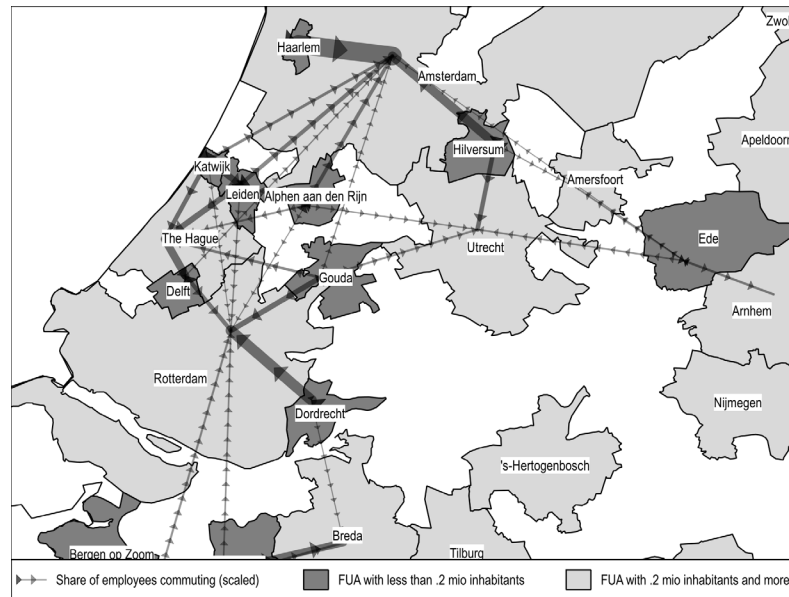 Zwol
Haarlem
Amsterdam
Apeldoorn
Hilversum
Katwijk
Amersfoort
Leiden
Alphen aan den Rijn
The Hague
Ede
Utrecht
Gouda
Delft
Arnhem
Rotterdam
Nijmegen
Dordrecht
's-Hertogenbosch
Breda
Bergen op Zoom
Tilburg
Share of employees commuting (scaled)
FUA with less than .2 mio inhabitants
FUA with .2 mio inhabitants and more